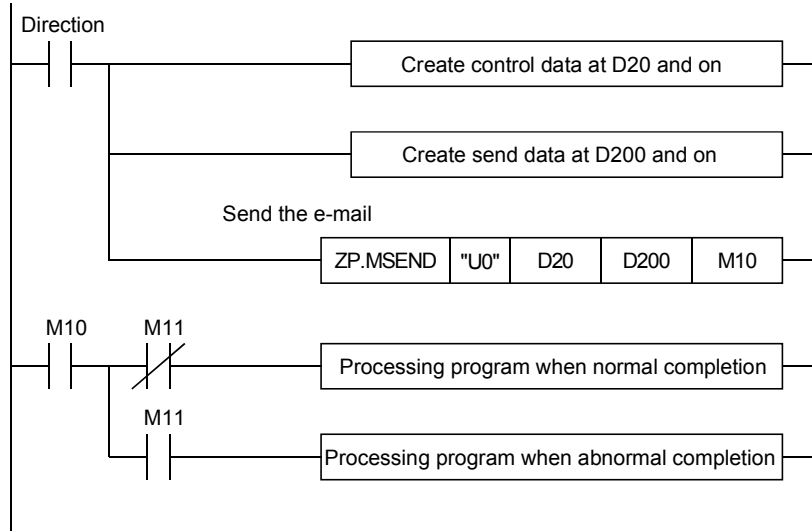 Direction
Create control data at D20 and on
Create send data at D200 and on
Send the e-mail
ZP.MSEND "U0" D20 D200 M10
M10 M11
Processing program when normal completion
M11
Processing program when abnormal completion